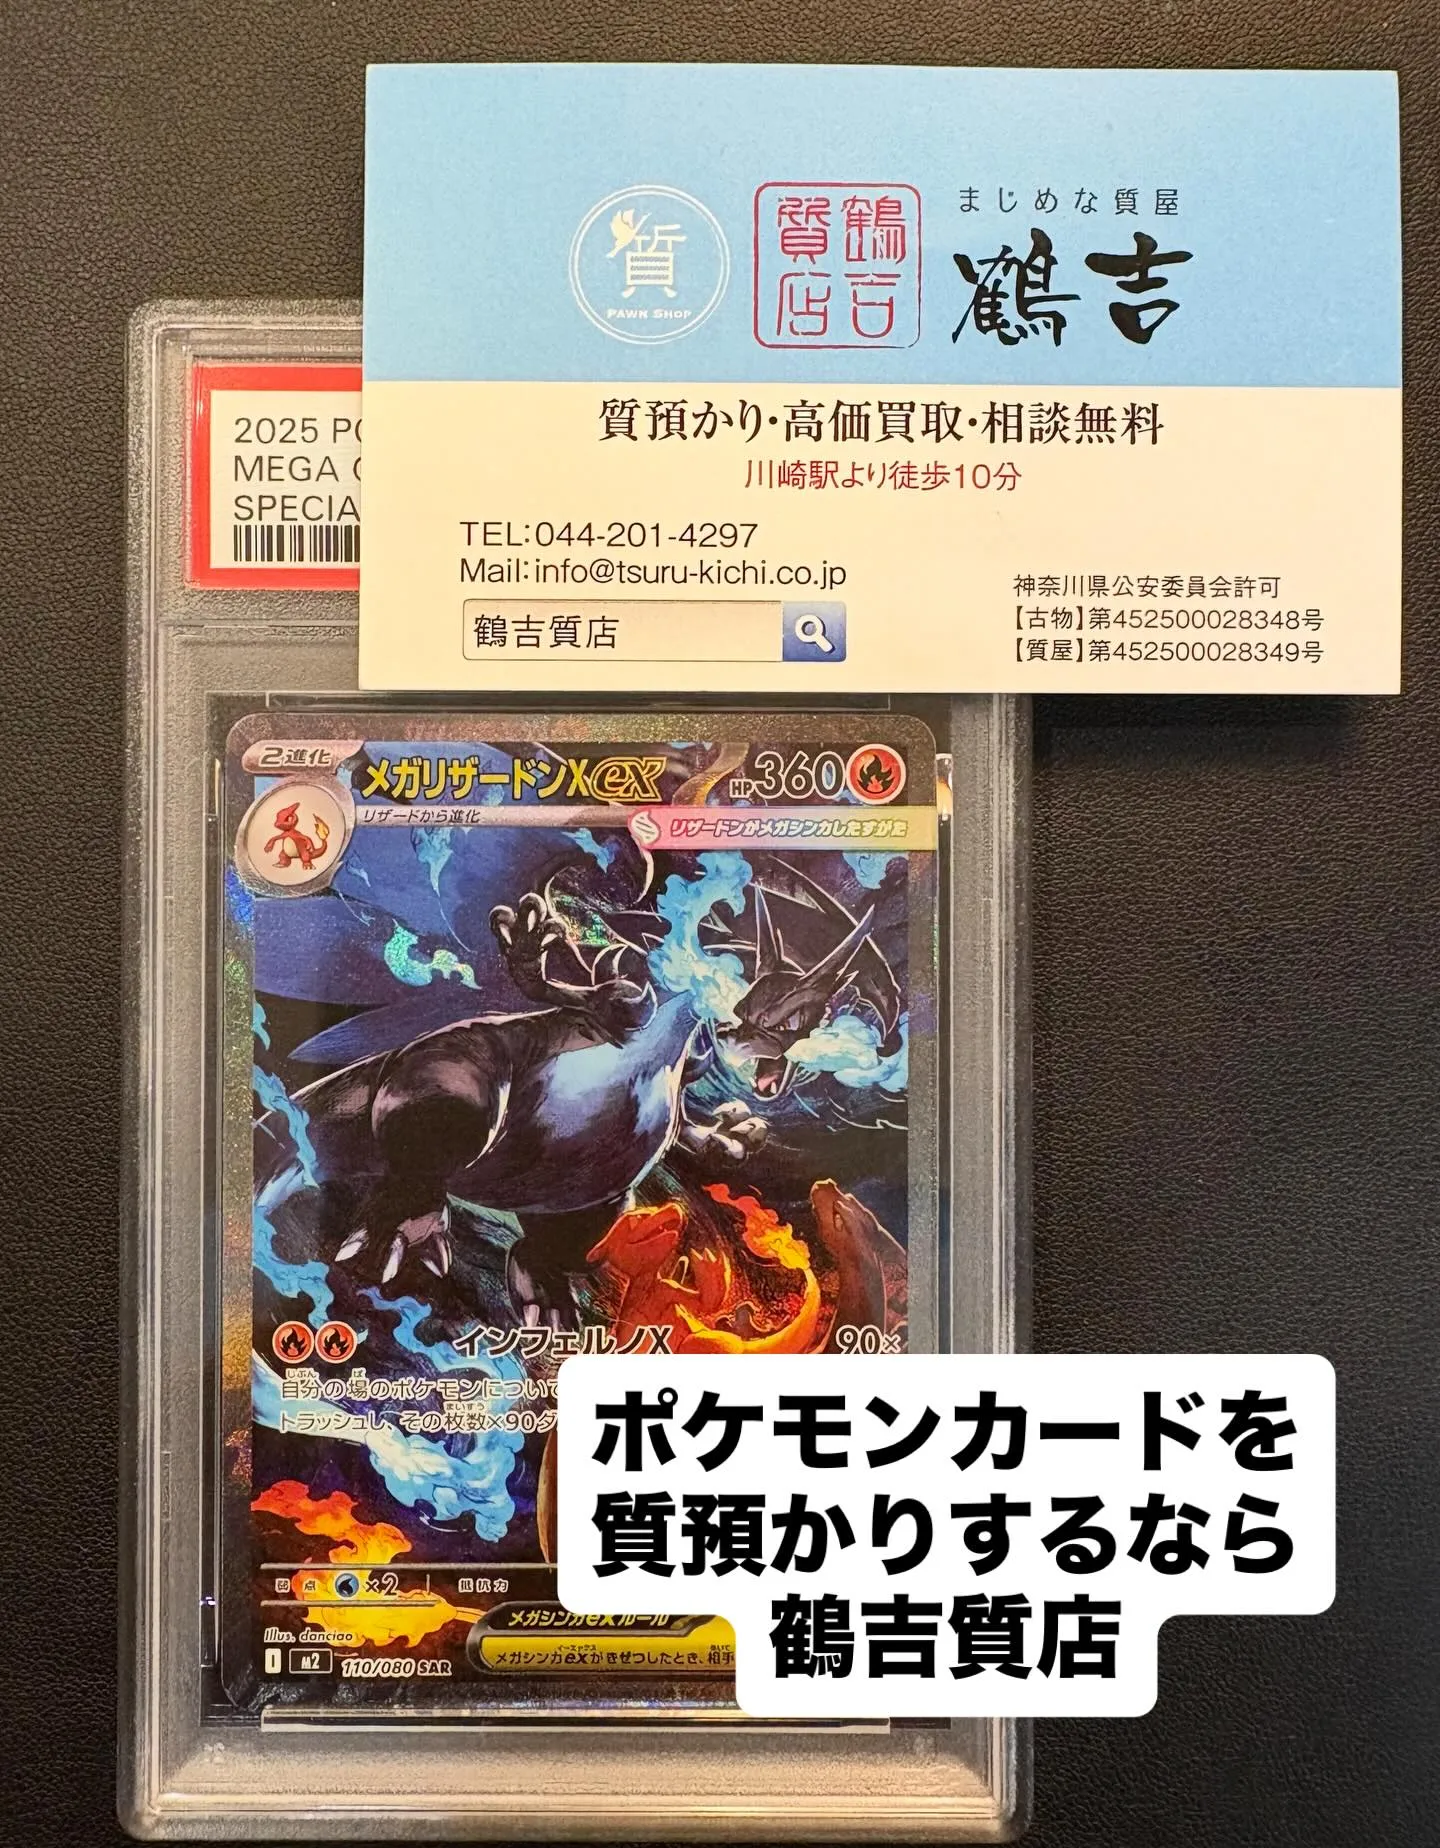 質
PAWN SHOP
鶴吉
質店
まじめな質屋
鶴吉
質預かり・高価買取・相談無料
川崎駅より徒歩10分
TEL:044-201-4297
Mail:info@tsuru-kichi.co.jp
鶴吉質店
神奈川県公安委員会許可
【古物】第452500028348号
【質屋】第452500028349号
2025 PO
MEGA C
SPECIA
2進化
メガリザードンXex
HP360
リザードから進化
リザードンがメガシンカしたすがた
インフェルノX 90×
自分の場のポケモンについて
トラッシュし、その枚数×90ダ
ポケモンカードを
質預かりするなら
鶴吉質店
弱点 ×2 抵抗力
メガシンカexルール
メガシンカexがきぜつしたとき、相手
Illus. danciao
I M2 110/080 SAR